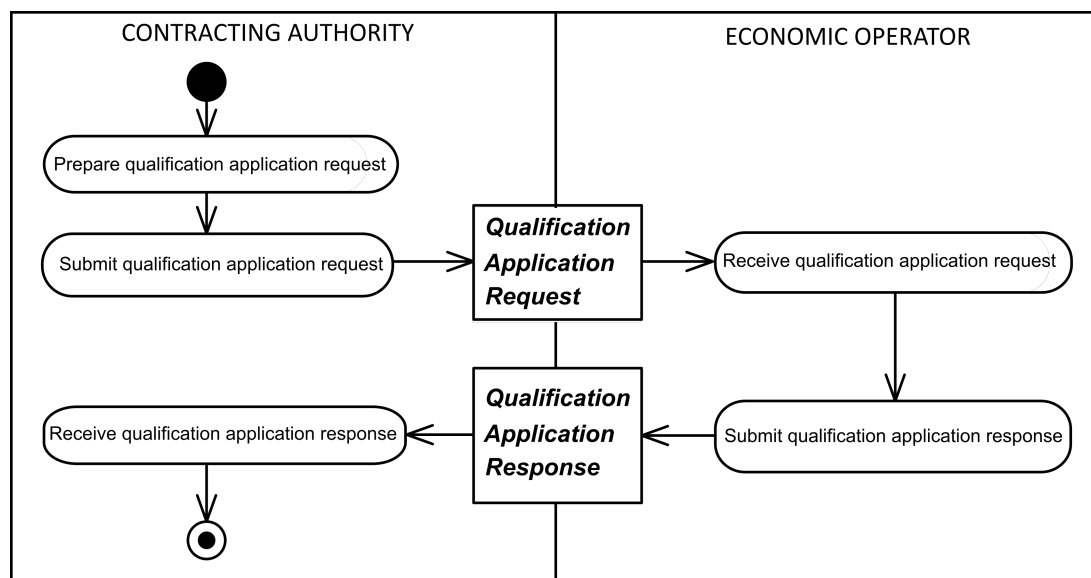 CONTRACTING AUTHORITY
ECONOMIC OPERATOR
Prepare qualification application request
Submit qualification application request
Qualification
Application
Request
Receive qualification application request
Qualification
Application
Response
Receive qualification application response
Submit qualification application response